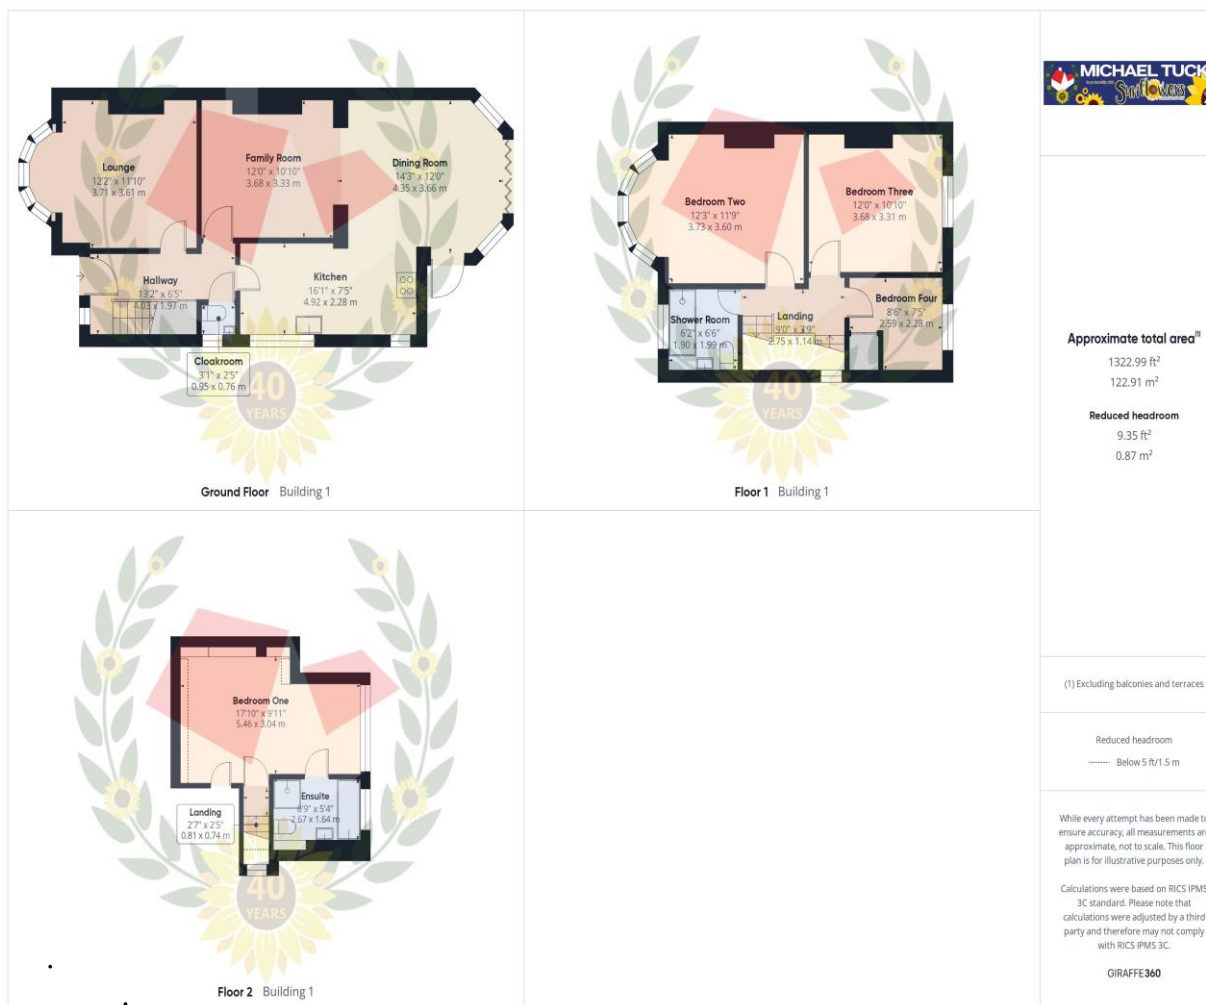 Lounge
12'2" x 11'10"
3.71 x 3.61 m
Family Room
12'0" x 10'10"
3.68 x 3.33 m
Dining Room
14'3" x 12'0"
4.35 x 3.66 m
Hallway
13'2" x 6'5"
4.03 x 1.97 m
Kitchen
16'1" x 7'5"
4.92 x 2.28 m
Cloakroom
3'1" x 2'5"
0.95 x 0.76 m
40
YEARS
Ground Floor Building 1
Bedroom Two
12'3" x 11'9"
3.73 x 3.60 m
Bedroom Three
12'0" x 10'10"
3.68 x 3.31 m
Bedroom Four
8'6" x 7'5"
2.59 x 2.28 m
Shower Room
6'2" x 6'6"
1.90 x 1.99 m
Landing
9'0" x 3'9"
2.75 x 1.14 m
40
YEARS
Floor 1 Building 1
MICHAEL TUCK
Sunflowers
Approximate total area(1)
1322.99 ft²
122.91 m²
Reduced headroom
9.35 ft²
0.87 m²
Bedroom One
17'10" x 9'11"
5.46 x 3.04 m
Landing
2'7" x 2'5"
0.81 x 0.74 m
Ensuite
8'9" x 5'4"
2.67 x 1.64 m
40
YEARS
Floor 2 Building 1
(1) Excluding balconies and terraces
Reduced headroom
Below 5 ft/1.5 m
While every attempt has been made to
ensure accuracy, all measurements are
approximate, not to scale. This floor
plan is for illustrative purposes only.
Calculations were based on RICS IPMS
3C standard. Please note that
calculations were adjusted by a third
party and therefore may not comply
with RICS IPMS 3C.
GIRAFFE360